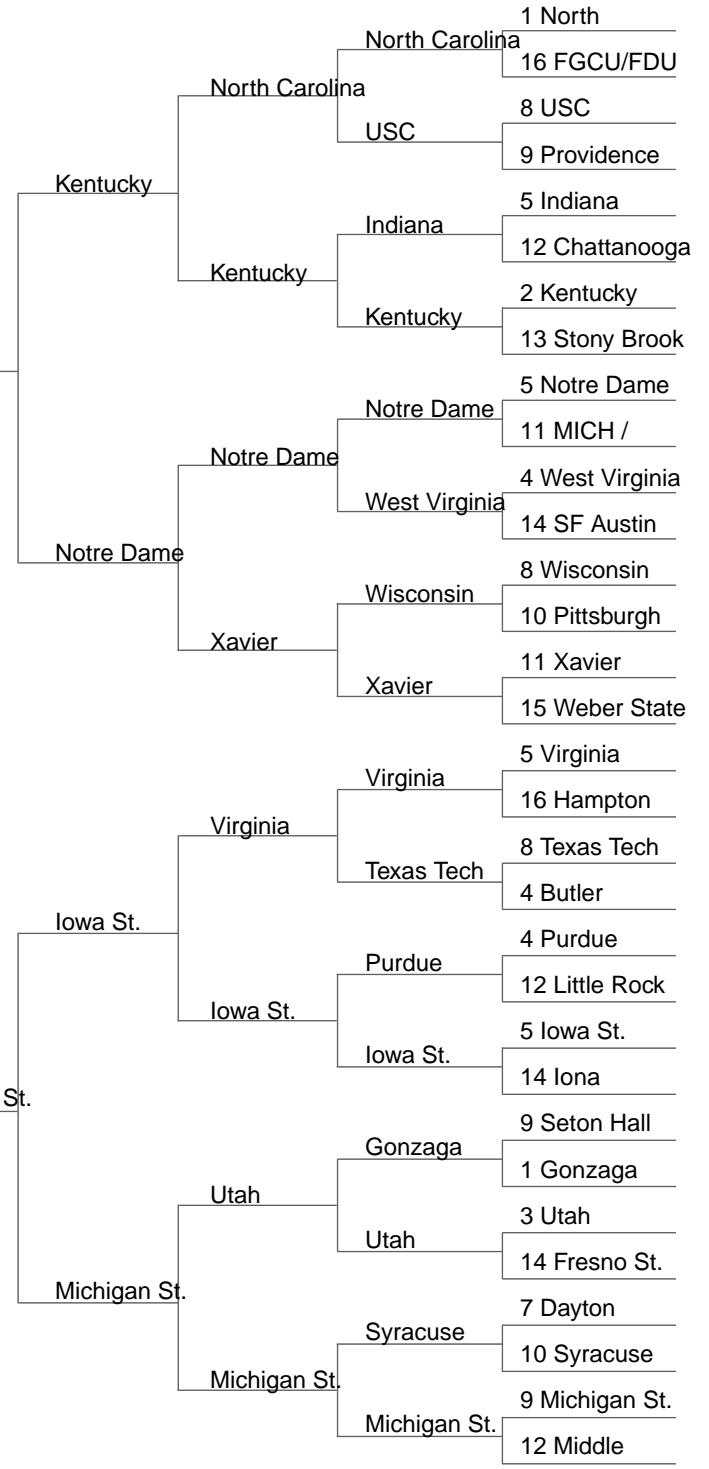 1 North
North Carolina
16 FGCU/FDU
North Carolina
8 USC
USC
9 Providence
Kentucky
5 Indiana
Indiana
12 Chattanooga
Kentucky
2 Kentucky
Kentucky
13 Stony Brook
5 Notre Dame
Notre Dame
11 MICH /
Notre Dame
4 West Virginia
West Virginia
14 SF Austin
Notre Dame
8 Wisconsin
Wisconsin
10 Pittsburgh
Xavier
11 Xavier
Xavier
15 Weber State
5 Virginia
Virginia
16 Hampton
Virginia
8 Texas Tech
Texas Tech
4 Butler
Iowa St.
4 Purdue
Purdue
12 Little Rock
Iowa St.
5 Iowa St.
Iowa St.
14 Iona
St.
9 Seton Hall
Gonzaga
1 Gonzaga
Utah
3 Utah
Utah
14 Fresno St.
Michigan St.
7 Dayton
Syracuse
10 Syracuse
Michigan St.
9 Michigan St.
Michigan St.
12 Middle